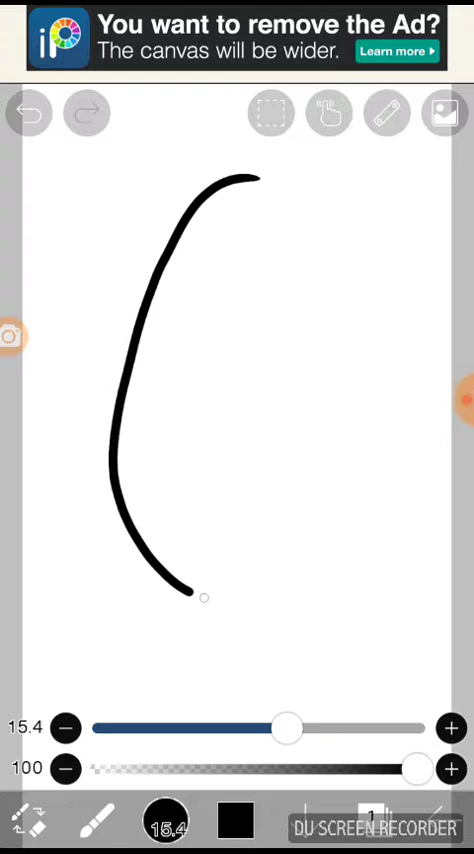 iP
You want to remove the Ad?
The canvas will be wider.
Learn more
15.4
100
15.4
1
DU SCREEN RECORDER